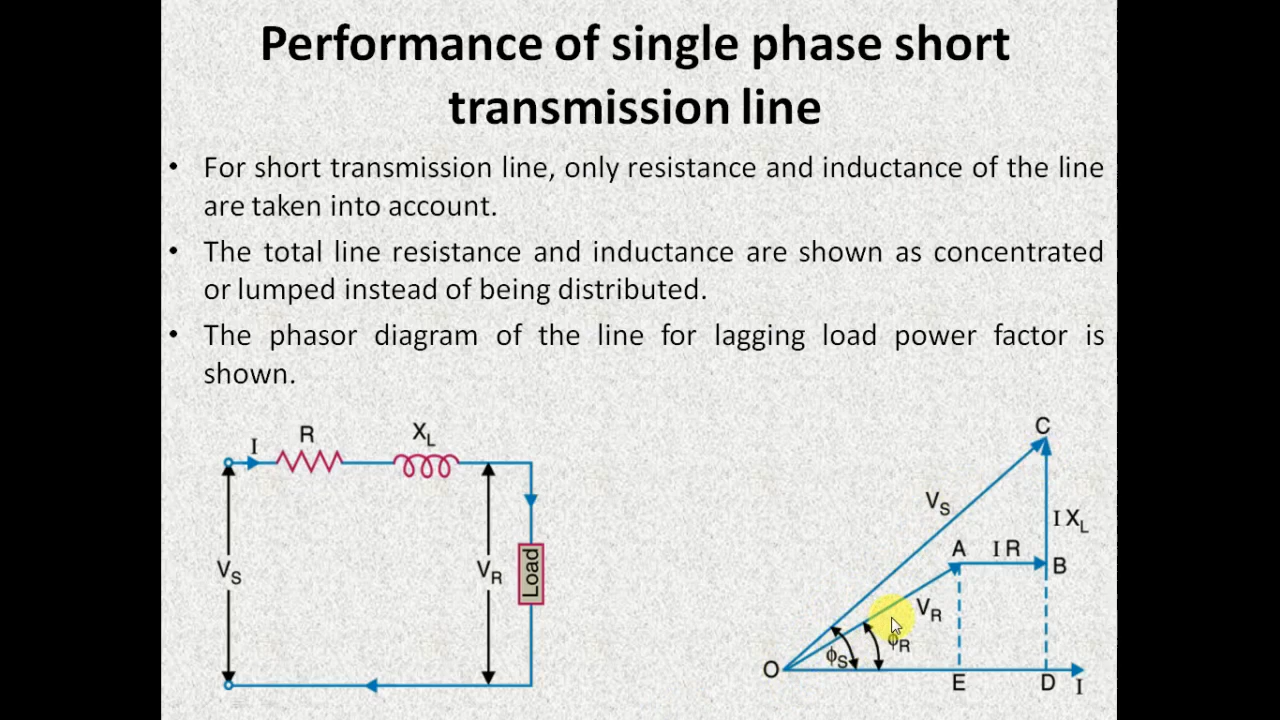 Performance of single phase short
transmission line
• For short transmission line, only resistance and inductance of the line
are taken into account.
• The total line resistance and inductance are shown as concentrated
or lumped instead of being distributed.
• The phasor diagram of the line for lagging load power factor is
shown.
I R X_L
V_S V_R Load
C
V_S I X_L
A I R B
V_R
O ϕ_S ϕ_R
E D I